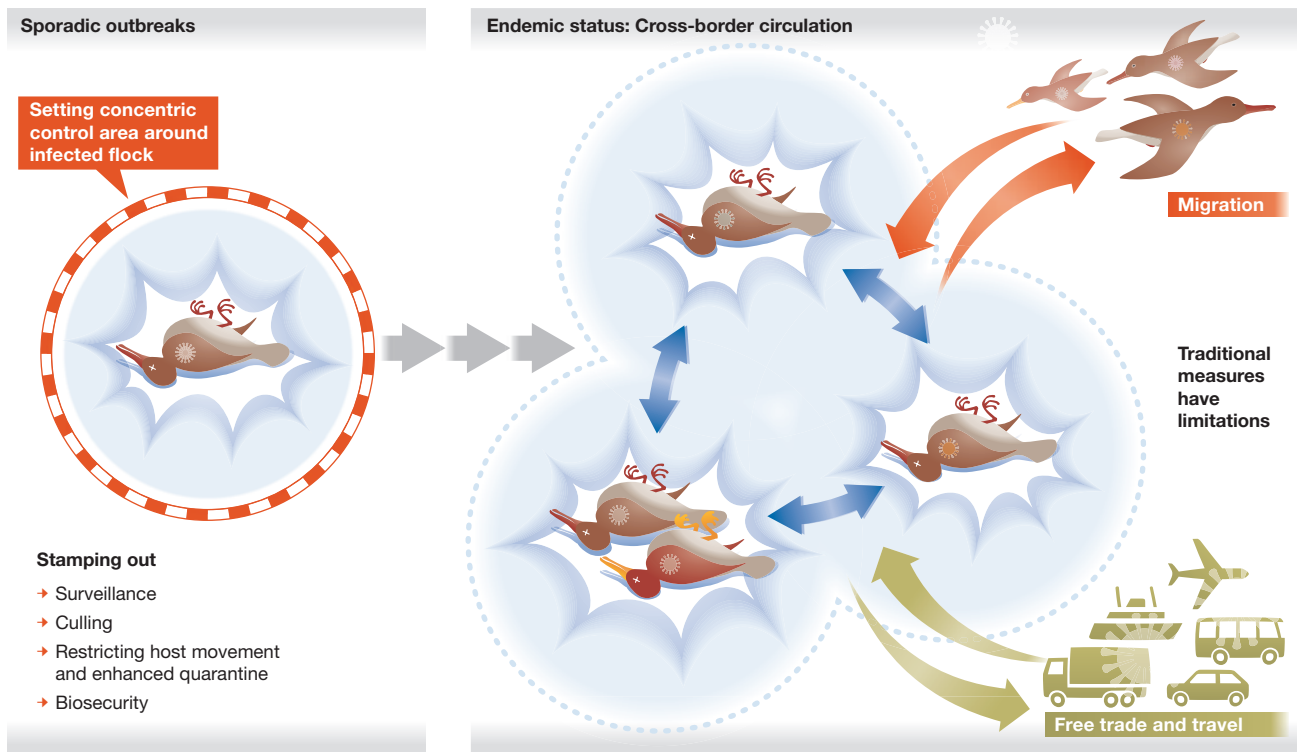 Sporadic outbreaks
Setting concentric
control area around
infected flock
Stamping out
Surveillance
Culling
Restricting host movement
and enhanced quarantine
Biosecurity
Endemic status: Cross-border circulation
Migration
Traditional
measures
have
limitations
Free trade and travel